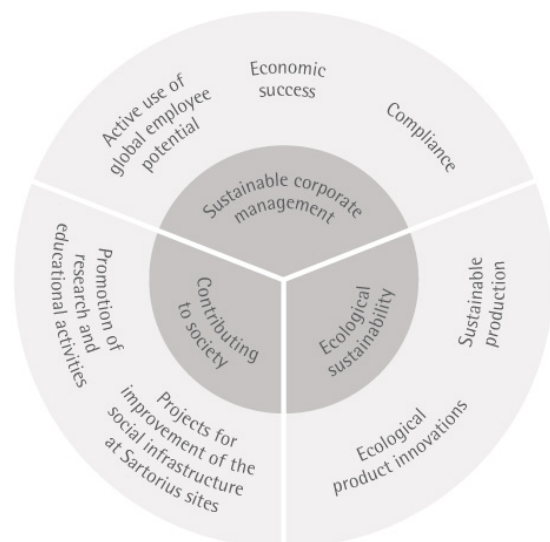 Active use of
global employee
potential
Economic
success
Compliance
Sustainable corporate
management
Contributing
to society
Ecological
sustainability
Promotion of
research and
educational activities
Projects for
improvement of the
social infrastructure
at Sartorius sites
Sustainable
production
Ecological
product innovations